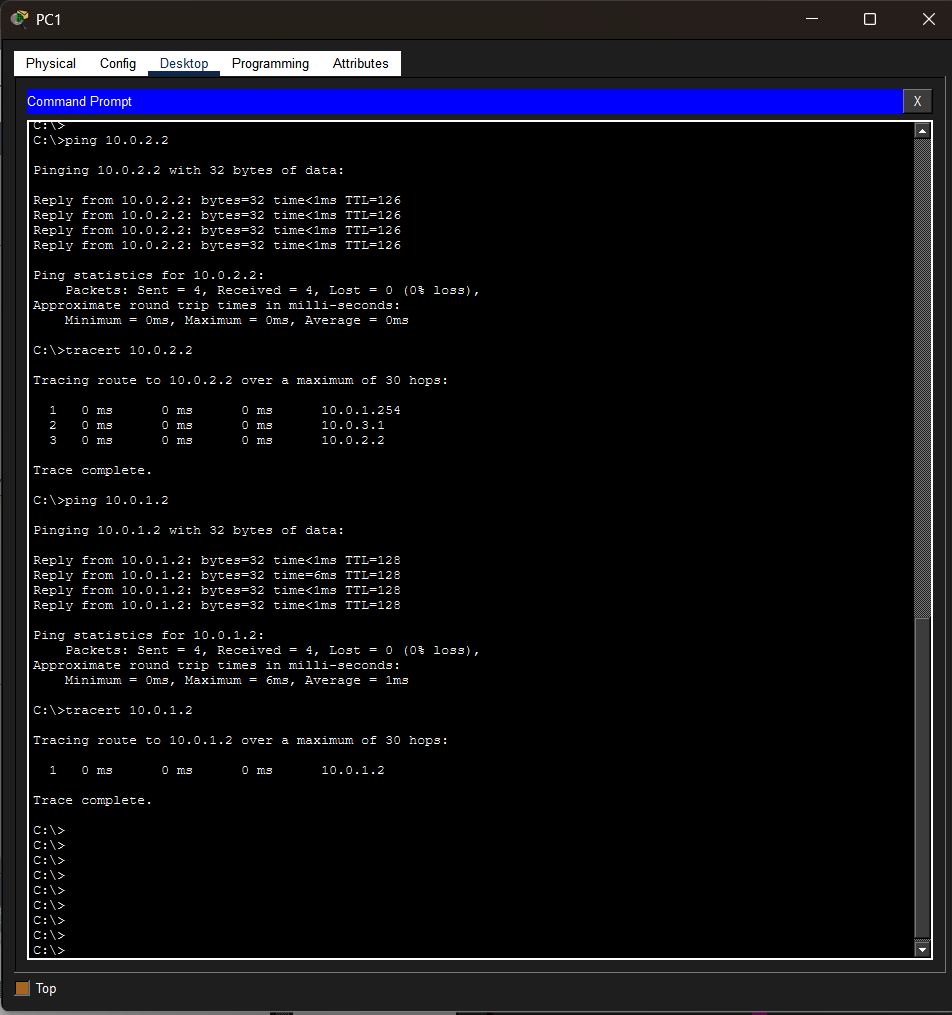 PC1
Physical Config Desktop Programming Attributes
Command Prompt X
C:\>
C:\>ping 10.0.2.2
Pinging 10.0.2.2 with 32 bytes of data:
Reply from 10.0.2.2: bytes=32 time<1ms TTL=126
Reply from 10.0.2.2: bytes=32 time<1ms TTL=126
Reply from 10.0.2.2: bytes=32 time<1ms TTL=126
Reply from 10.0.2.2: bytes=32 time<1ms TTL=126
Ping statistics for 10.0.2.2:
    Packets: Sent = 4, Received = 4, Lost = 0 (0% loss),
Approximate round trip times in milli-seconds:
    Minimum = 0ms, Maximum = 0ms, Average = 0ms
C:\>tracert 10.0.2.2
Tracing route to 10.0.2.2 over a maximum of 30 hops:
  1   0 ms      0 ms      0 ms      10.0.1.254
  2   0 ms      0 ms      0 ms      10.0.3.1
  3   0 ms      0 ms      0 ms      10.0.2.2
Trace complete.
C:\>ping 10.0.1.2
Pinging 10.0.1.2 with 32 bytes of data:
Reply from 10.0.1.2: bytes=32 time<1ms TTL=128
Reply from 10.0.1.2: bytes=32 time=6ms TTL=128
Reply from 10.0.1.2: bytes=32 time<1ms TTL=128
Reply from 10.0.1.2: bytes=32 time<1ms TTL=128
Ping statistics for 10.0.1.2:
    Packets: Sent = 4, Received = 4, Lost = 0 (0% loss),
Approximate round trip times in milli-seconds:
    Minimum = 0ms, Maximum = 6ms, Average = 1ms
C:\>tracert 10.0.1.2
Tracing route to 10.0.1.2 over a maximum of 30 hops:
  1   0 ms      0 ms      0 ms      10.0.1.2
Trace complete.
C:\>
C:\>
C:\>
C:\>
C:\>
C:\>
C:\>
C:\>
C:\>
Top